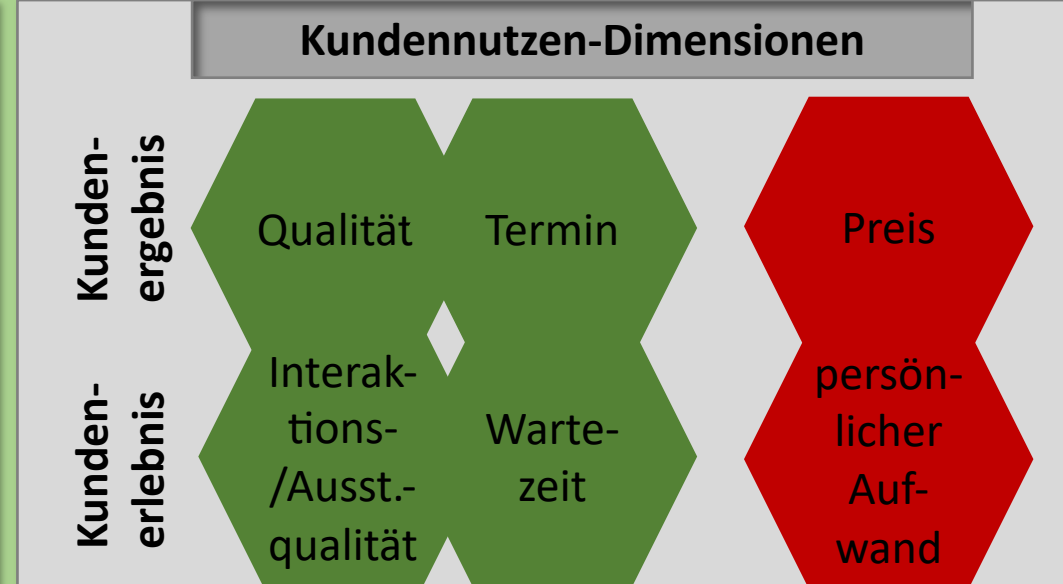 Kundennutzen-Dimensionen
Kunden-
ergebnis
Qualität
Termin
Preis
Kunden-
erlebnis
Interak-
tions-
/Ausst.-
qualität
Warte-
zeit
persön-
licher
Auf-
wand